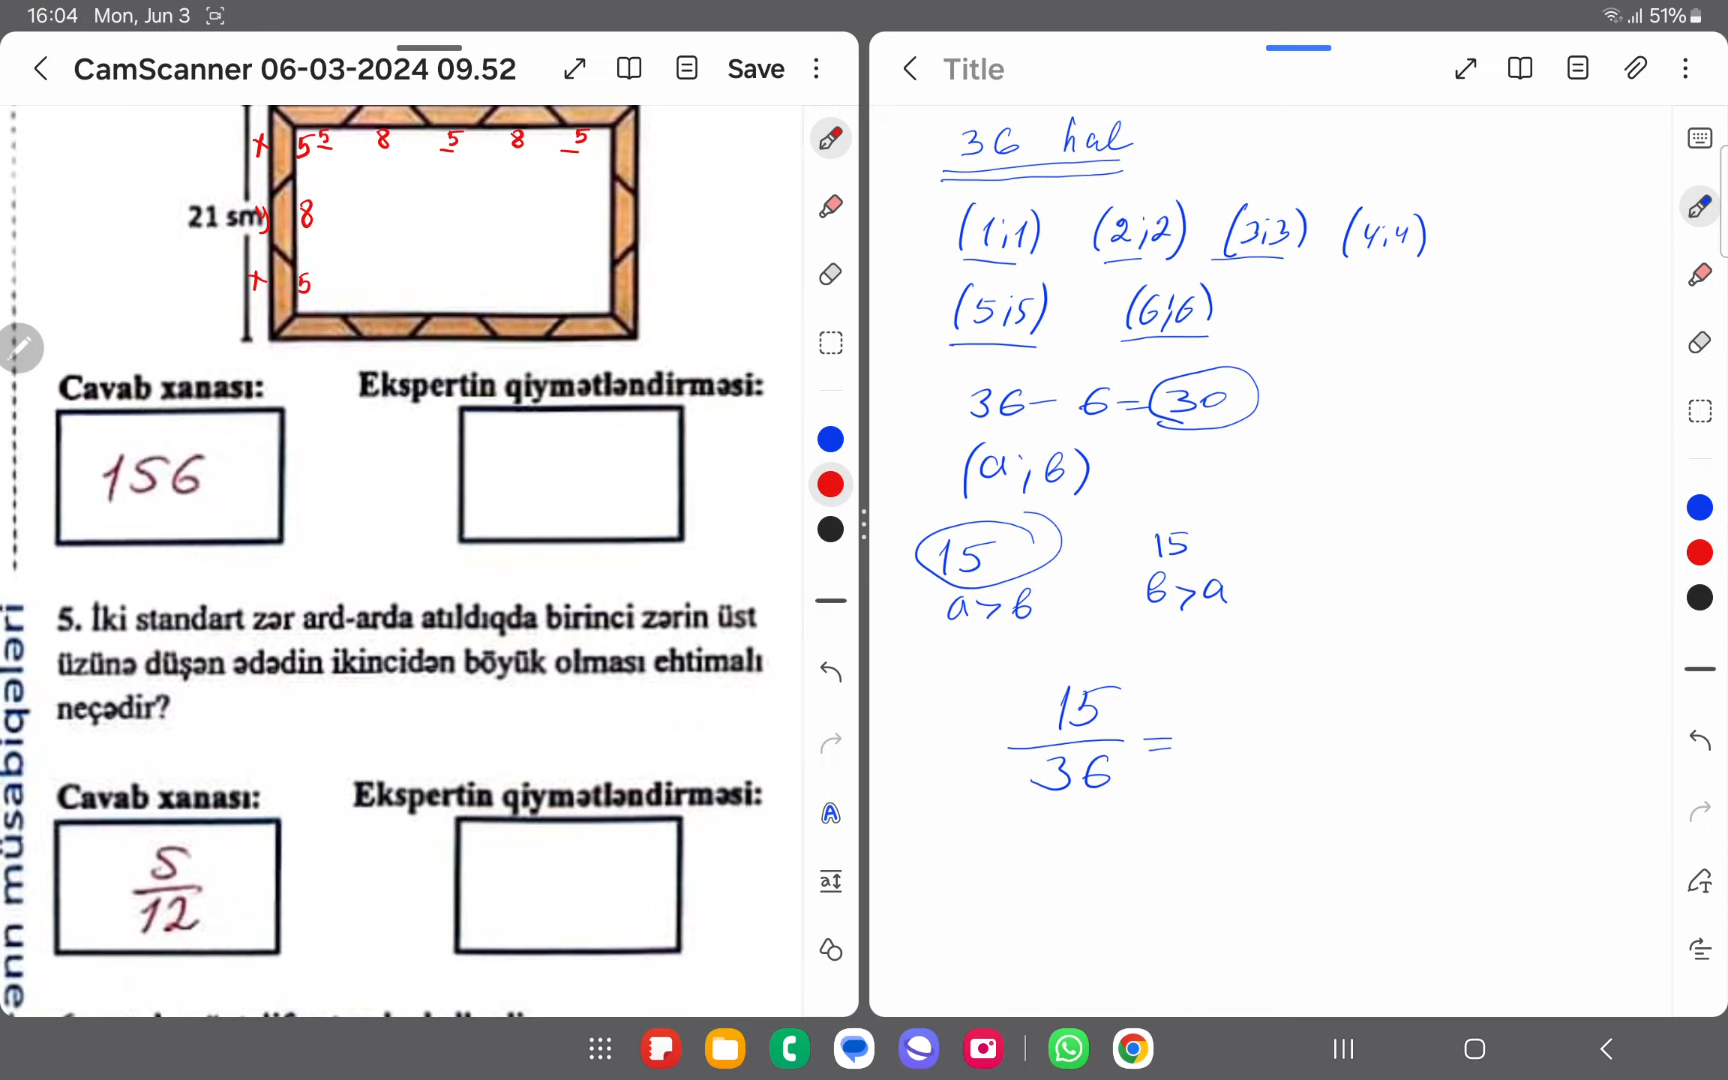 16:04 Mon, Jun 3
51%
CamScanner 06-03-2024 09.52
Save
x 5 5 8 5 8 5
21 sm y 8
x 5
Cavab xanası:
Ekspertin qiymətləndirməsi:
156
5. İki standart zər ard-arda atıldıqda birinci zərin üst
üzünə düşən ədədin ikincidən böyük olması ehtimalı
neçədir?
Cavab xanası:
Ekspertin qiymətləndirməsi:
5
12
ənn müsabiqələri
Title
36 hal
(1;1) (2;2) (3;3) (4;4)
(5;5) (6;6)
36 - 6 = 30
(a; b)
15 15
a > b b > a
15
36 =